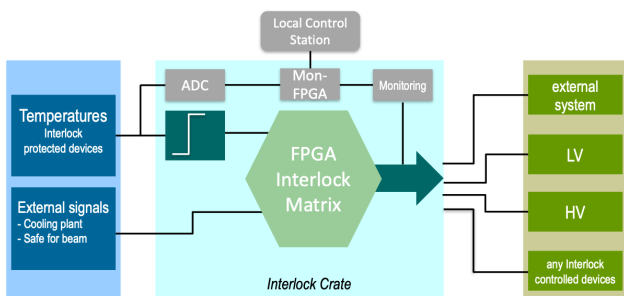 Local Control
Station
ADC
Mon-
FPGA
Monitoring
Temperatures
Interlock
protected devices
External signals
- Cooling plant
- Safe for beam
FPGA
Interlock
Matrix
external
system
LV
HV
any Interlock
controlled devices
Interlock Crate